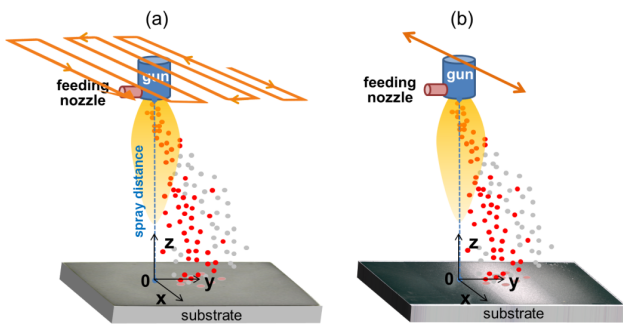 (a)
gun
feeding
nozzle
spray distance
z
0
y
x
substrate
(b)
gun
feeding
nozzle
z
0
y
x
substrate